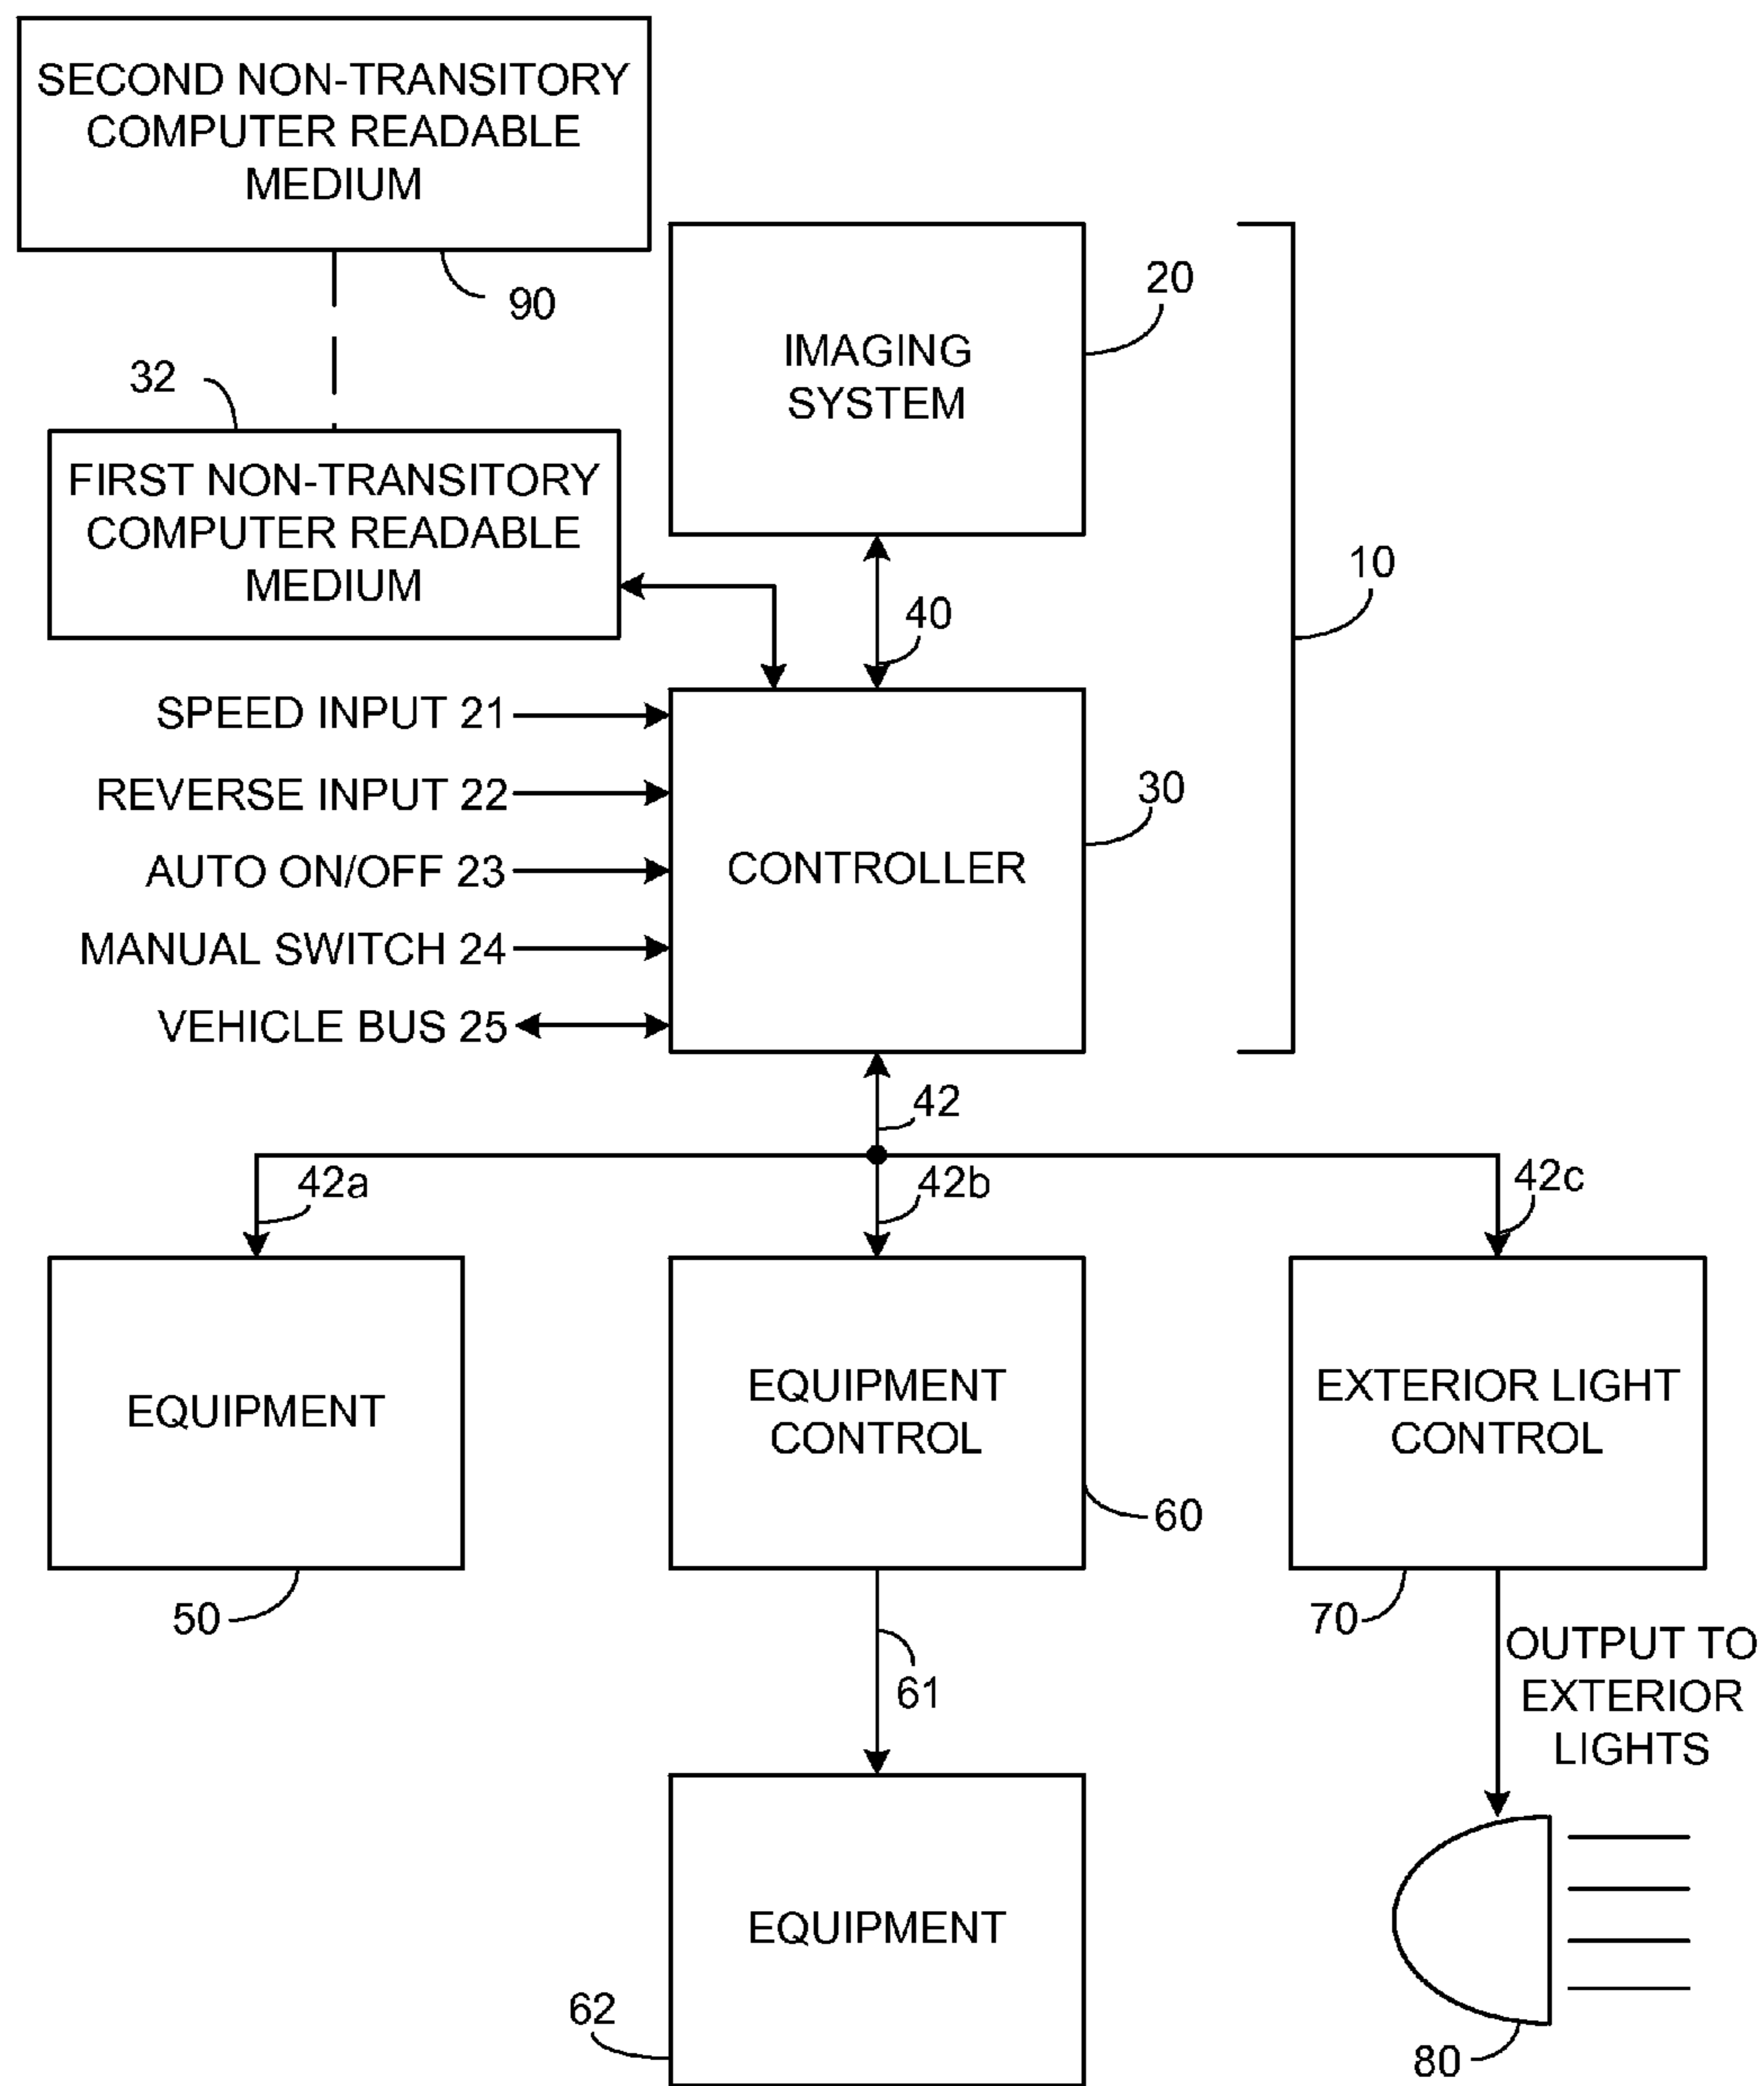 SECOND NON-TRANSITORY
COMPUTER READABLE
MEDIUM
90
20
IMAGING
SYSTEM
32
FIRST NON-TRANSITORY
COMPUTER READABLE
MEDIUM
10
40
SPEED INPUT 21
REVERSE INPUT 22
AUTO ON/OFF 23
MANUAL SWITCH 24
VEHICLE BUS 25
30
CONTROLLER
42
42a
42b
42c
EQUIPMENT
50
EQUIPMENT
CONTROL
60
EXTERIOR LIGHT
CONTROL
70
61
OUTPUT TO
EXTERIOR
LIGHTS
EQUIPMENT
62
80